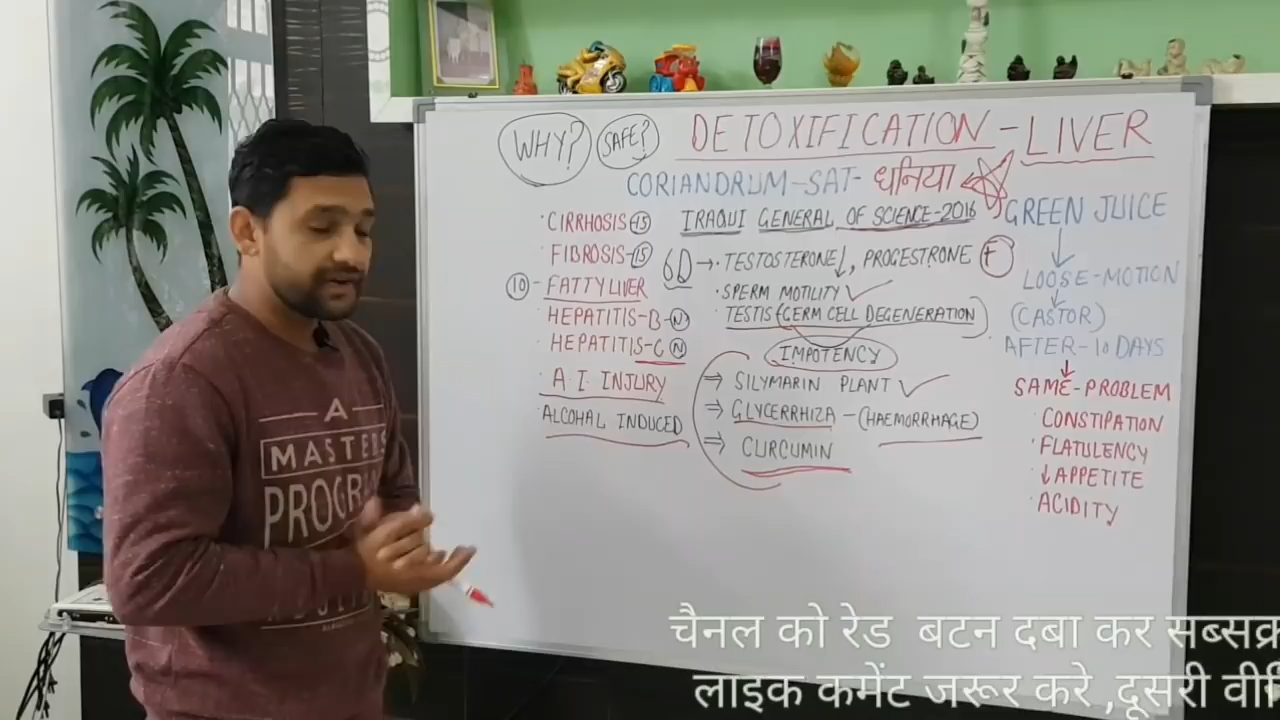 WHY? SAFE? DETOXIFICATION - LIVER
CORIANDRUM-SAT- धनिया
IRAQUI GENERAL OF SCIENCE-2016
·CIRRHOSIS-15
FIBROSIS-15
10 - FATTY LIVER
HEPATITIS-B-N
HEPATITIS-C N
A.I. INJURY
·ALCOHAL INDUCED
60 → ·TESTOSTERONE↓, PROGESTRONE F
·SPERM MOTILITY ✓
TESTIS (GERM CELL DEGENERATION)
IMPOTENCY
⇒ SILYMARIN PLANT ✓
⇒ GLYCERRHIZA - (HAEMORRHAGE)
⇒ CURCUMIN
GREEN JUICE
↓
LOOSE-MOTION
↓
(CASTOR)
AFTER-10 DAYS
↓
SAME-PROBLEM
·CONSTIPATION
·FLATULENCY
·↓APPETITE
·ACIDITY
A
MASTERS
PROGR
चैनल को रेड बटन दबा कर सब्सक्र
लाइक कमेंट जरूर करे ,दूसरी वी